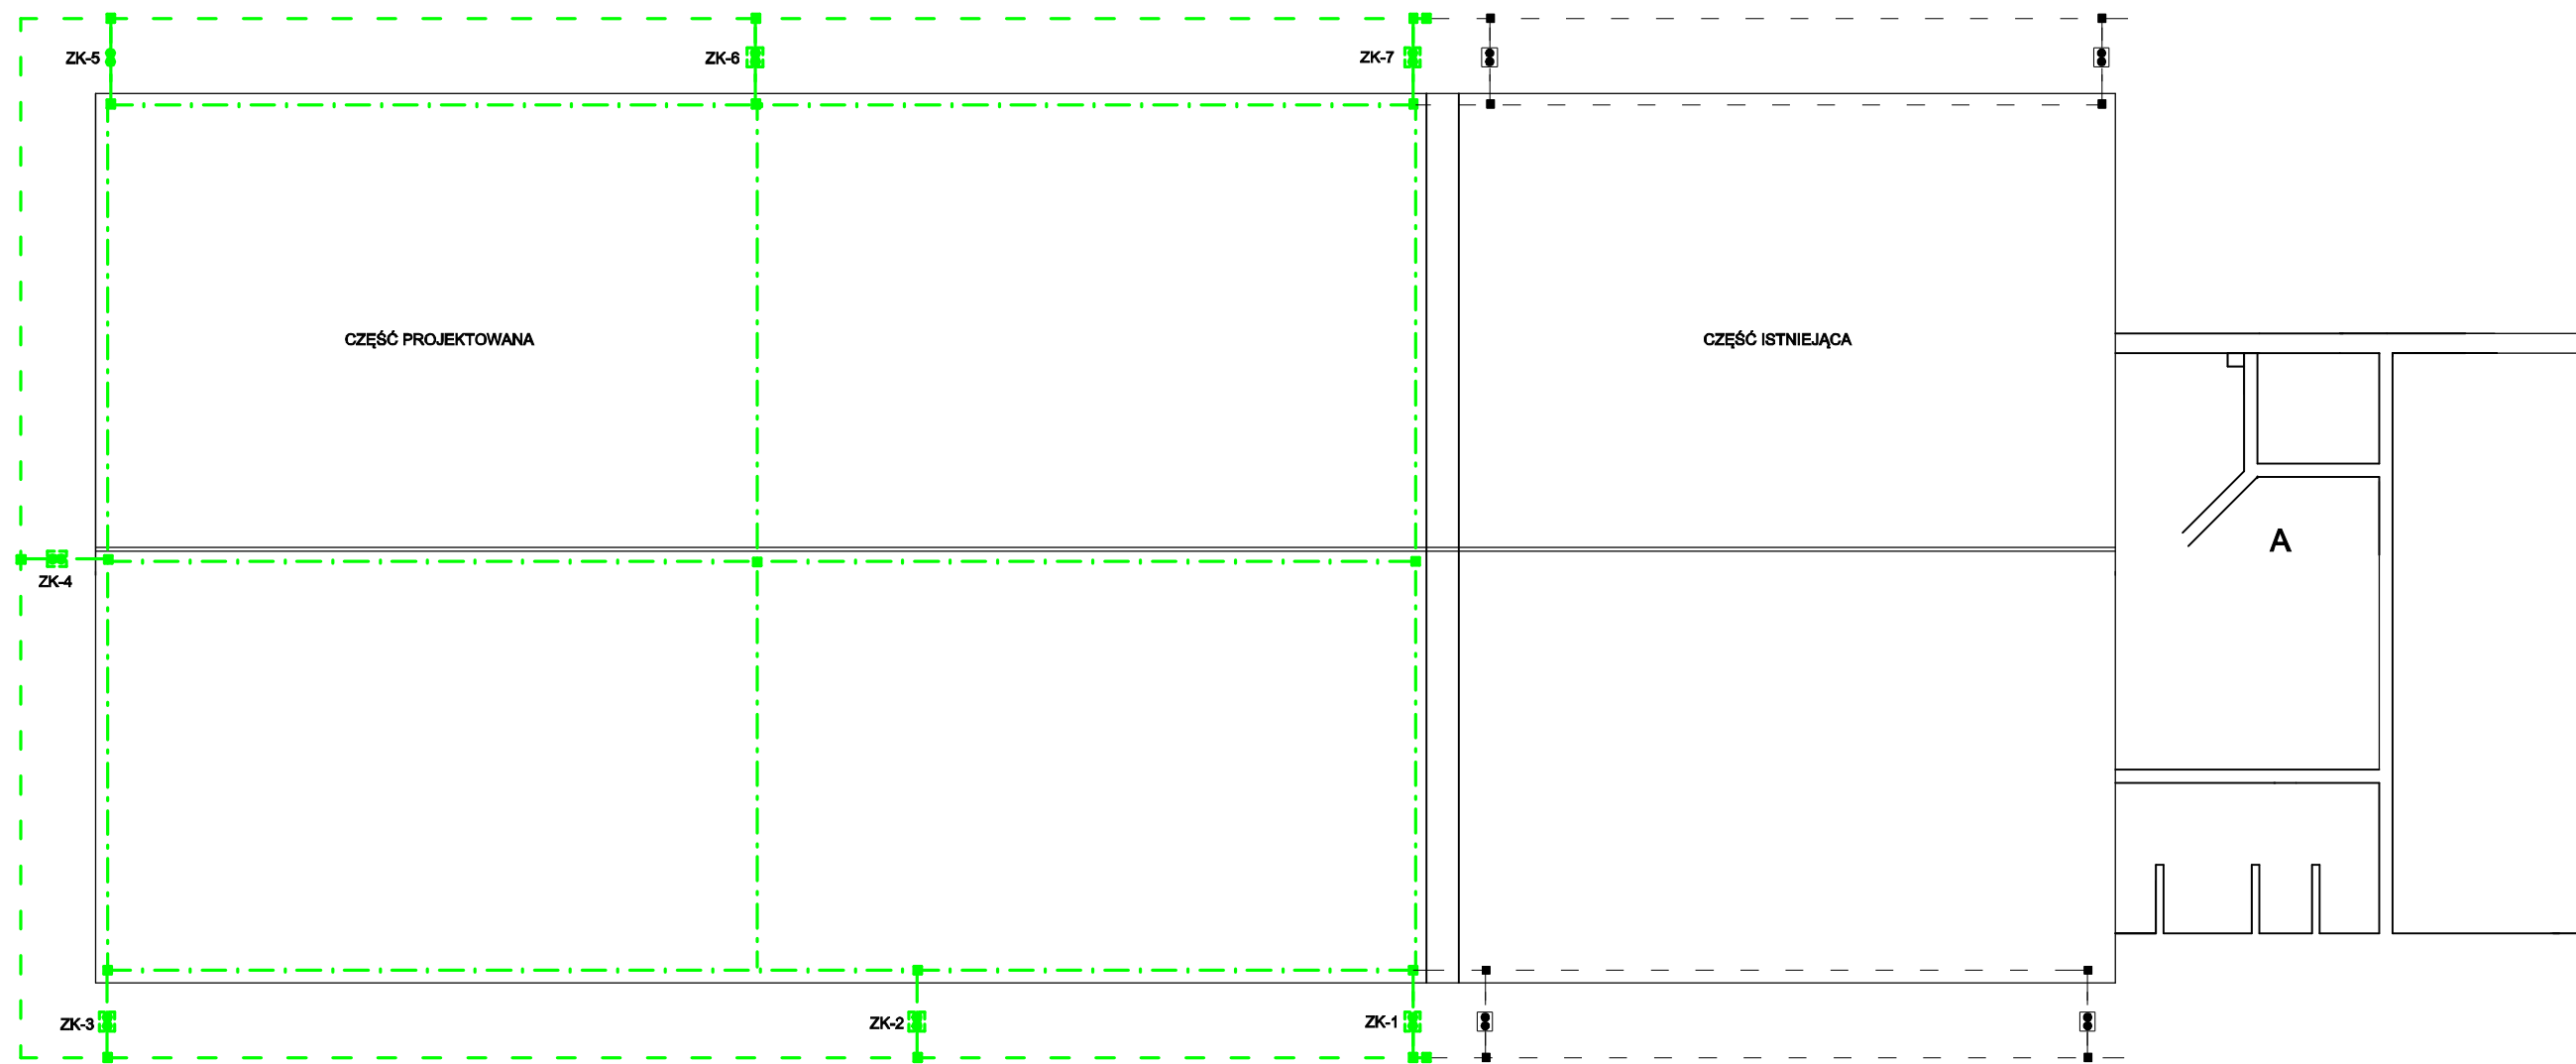 ZK-5
ZK-6
ZK-7
CZĘŚĆ PROJEKTOWANA
CZĘŚĆ ISTNIEJĄCA
A
ZK-4
ZK-3
ZK-2
ZK-1